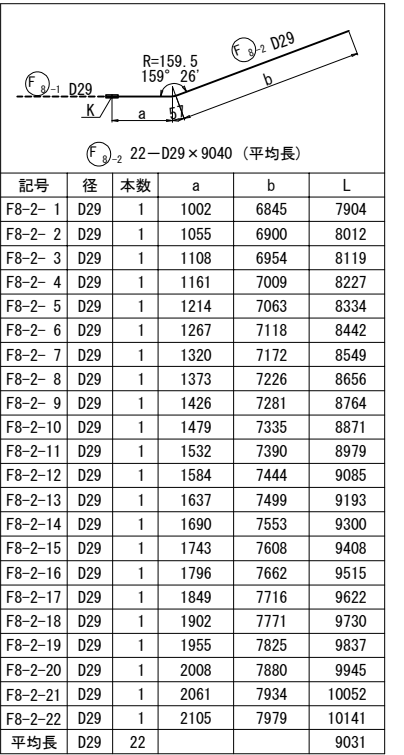 R=159.5
159° 26′
F8-2 D29
F8-1 D29
K
a
57
b
F8-2 22－D29×9040 (平均長)
記号 径 本数 a b L
F8-2- 1 D29 1 1002 6845 7904
F8-2- 2 D29 1 1055 6900 8012
F8-2- 3 D29 1 1108 6954 8119
F8-2- 4 D29 1 1161 7009 8227
F8-2- 5 D29 1 1214 7063 8334
F8-2- 6 D29 1 1267 7118 8442
F8-2- 7 D29 1 1320 7172 8549
F8-2- 8 D29 1 1373 7226 8656
F8-2- 9 D29 1 1426 7281 8764
F8-2-10 D29 1 1479 7335 8871
F8-2-11 D29 1 1532 7390 8979
F8-2-12 D29 1 1584 7444 9085
F8-2-13 D29 1 1637 7499 9193
F8-2-14 D29 1 1690 7553 9300
F8-2-15 D29 1 1743 7608 9408
F8-2-16 D29 1 1796 7662 9515
F8-2-17 D29 1 1849 7716 9622
F8-2-18 D29 1 1902 7771 9730
F8-2-19 D29 1 1955 7825 9837
F8-2-20 D29 1 2008 7880 9945
F8-2-21 D29 1 2061 7934 10052
F8-2-22 D29 1 2105 7979 10141
平均長 D29 22 9031